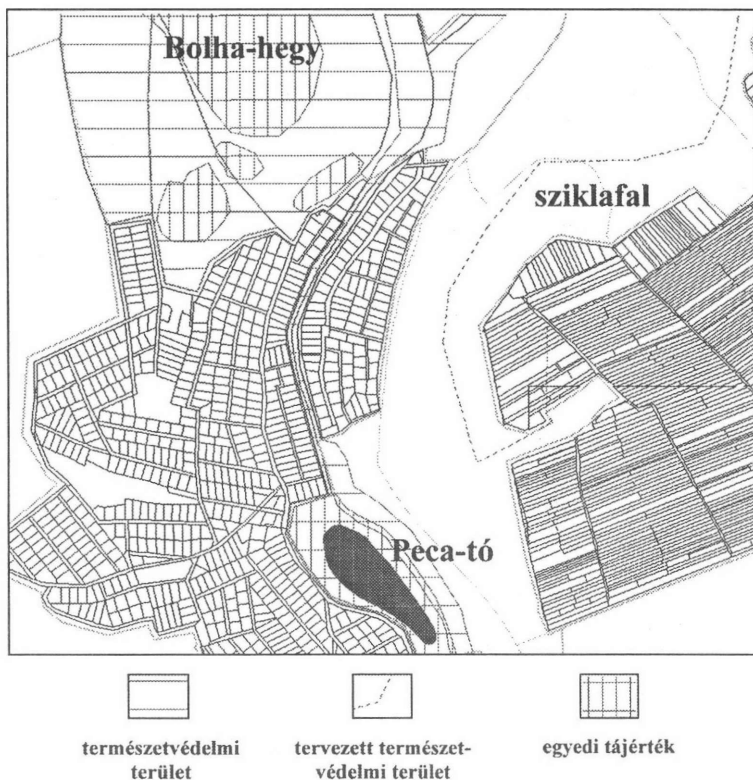 Bolha-hegy
sziklafal
Peca-tó
természetvédelmi
terület
tervezett természet-
védelmi terület
egyedi tájérték